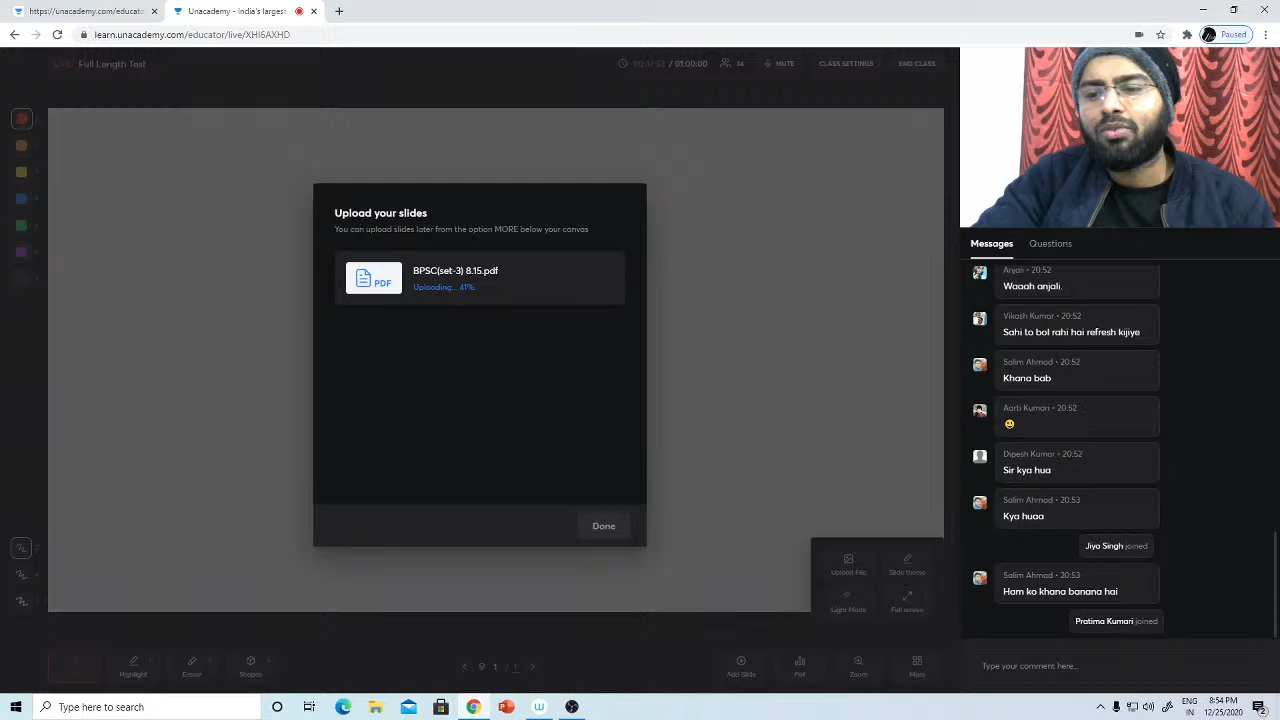 https://unacademy.com/educato
Unacademy - India's largest
learn.unacademy.com/educator/live/XHI6AXHD
Paused
LIVE Full Length Test
/ 01:00:00
34
MUTE
CLASS SETTINGS
END CLASS
Upload your slides
You can upload slides later from the option MORE below your canvas
PDF
BPSC(set-3) 8.15.pdf
Uploading... 41%
Done
Upload File
Slide theme
Light Mode
Full screen
Highlight
Eraser
Shapes
1 / 1
Add Slide
Poll
Zoom
More
Messages
Questions
Anjali • 20:52
Waaah anjali.
Vikash Kumar • 20:52
Sahi to bol rahi hai refresh kijiye
Salim Ahmad • 20:52
Khana bab
Aarti Kumari • 20:52
😃
Dipesh Kumar • 20:52
Sir kya hua
Salim Ahmad • 20:53
Kya huaa
Jiya Singh joined
Salim Ahmad • 20:53
Ham ko khana banana hai
Pratima Kumari joined
Type your comment here...
Type here to search
ENG
IN
8:54 PM
12/25/2020
2